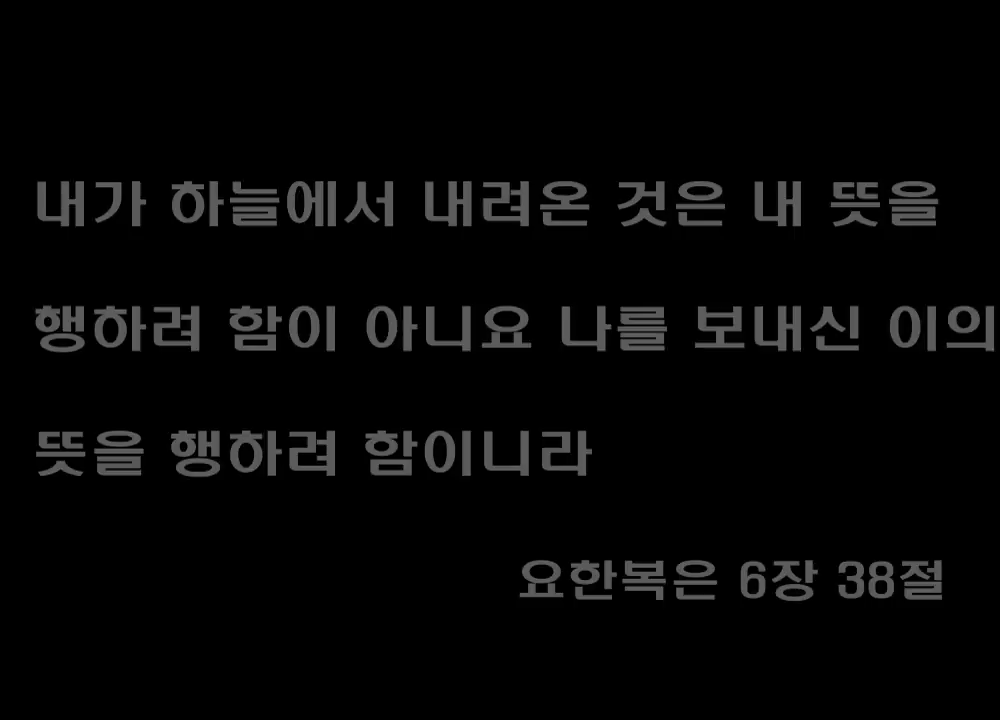 내가 하늘에서 내려온 것은 내 뜻을
행하려 함이 아니요 나를 보내신 이의
뜻을 행하려 함이니라
요한복은 6장 38절